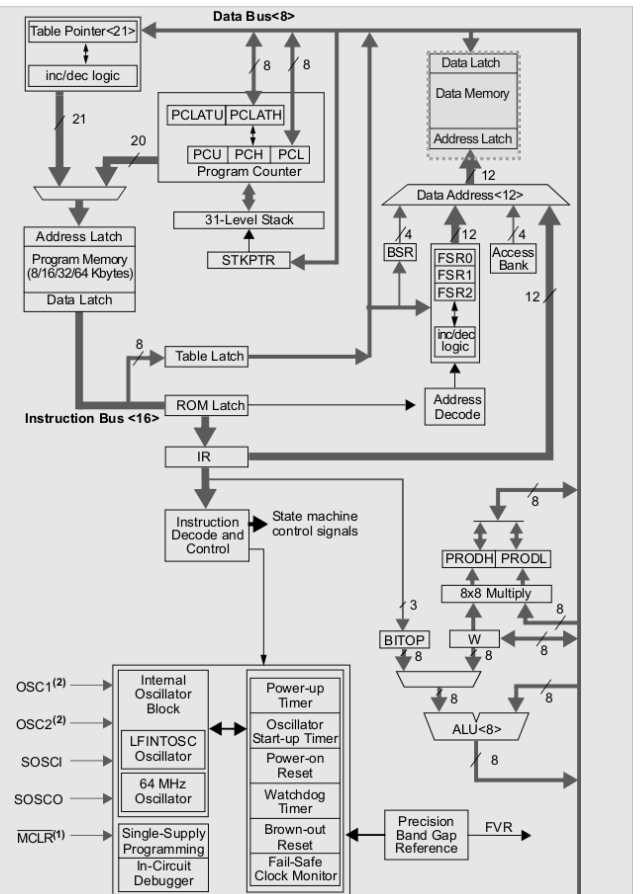 Data Bus<8>
Table Pointer<21>
inc/dec logic
21
20
8
8
8
PCLATU
PCLATH
PCU
PCH
PCL
Program Counter
31-Level Stack
STKPTR
Data Latch
Data Memory
Address Latch
12
Data Address<12>
4
12
4
BSR
FSR0
FSR1
FSR2
inc/dec
logic
Access
Bank
12
Address
Decode
Address Latch
Program Memory
(8/16/32/64 Kbytes)
Data Latch
8
Table Latch
ROM Latch
Instruction Bus <16>
IR
Instruction
Decode and
Control
State machine
control signals
8
PRODH
PRODL
8x8 Multiply
3
8
BITOP
W
8
8
8
8
8
ALU<8>
8
OSC1(2)
OSC2(2)
SOSCI
SOSCO
MCLR(1)
Internal
Oscillator
Block
LFINTOSC
Oscillator
64 MHz
Oscillator
Single-Supply
Programming
In-Circuit
Debugger
Power-up
Timer
Oscillator
Start-up Timer
Power-on
Reset
Watchdog
Timer
Brown-out
Reset
Fail-Safe
Clock Monitor
Precision
Band Gap
Reference
FVR